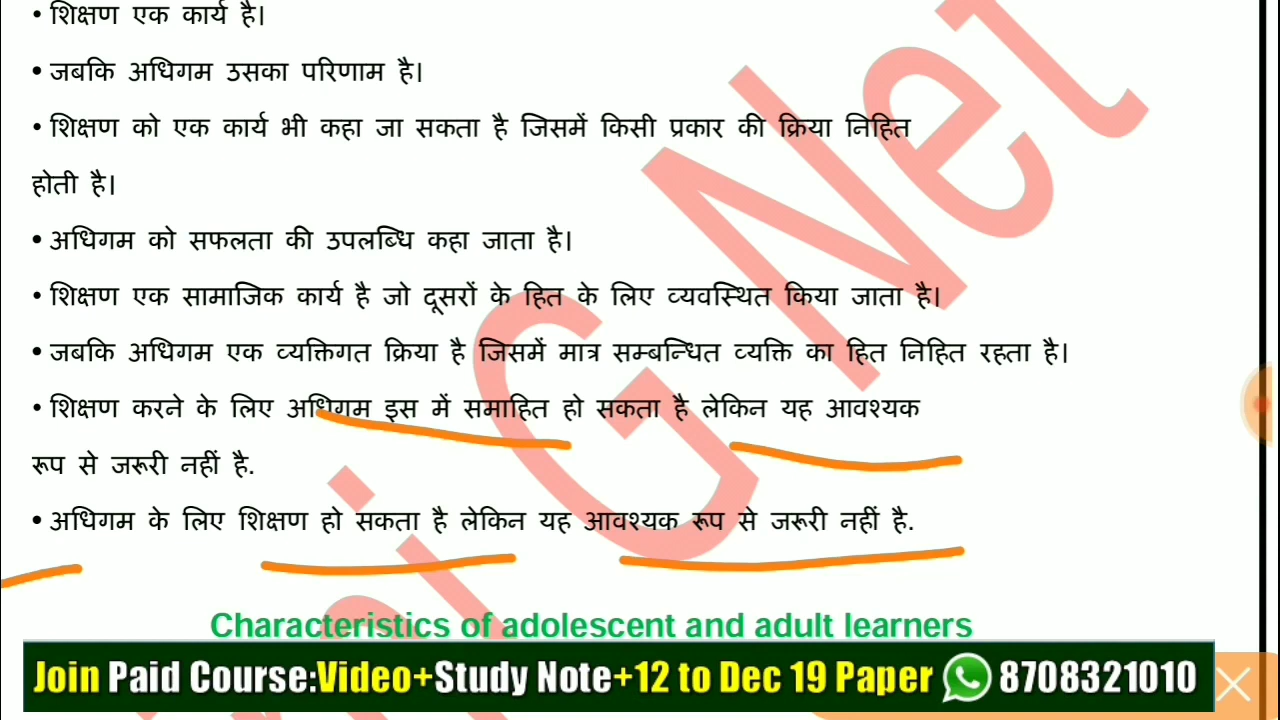 • शिक्षण एक कार्य है।
• जबकि अधिगम उसका परिणाम है।
• शिक्षण को एक कार्य भी कहा जा सकता है जिसमें किसी प्रकार की क्रिया निहित
होती है।
• अधिगम को सफलता की उपलब्धि कहा जाता है।
• शिक्षण एक सामाजिक कार्य है जो दूसरों के हित के लिए व्यवस्थित किया जाता है।
• जबकि अधिगम एक व्यक्तिगत क्रिया है जिसमें मात्र सम्बन्धित व्यक्ति का हित निहित रहता है।
• शिक्षण करने के लिए अधिगम इस में समाहित हो सकता है लेकिन यह आवश्यक
रूप से जरूरी नहीं है.
• अधिगम के लिए शिक्षण हो सकता है लेकिन यह आवश्यक रूप से जरूरी नहीं है.
Characteristics of adolescent and adult learners
Join Paid Course:Video+Study Note+12 to Dec 19 Paper 8708321010
G Net